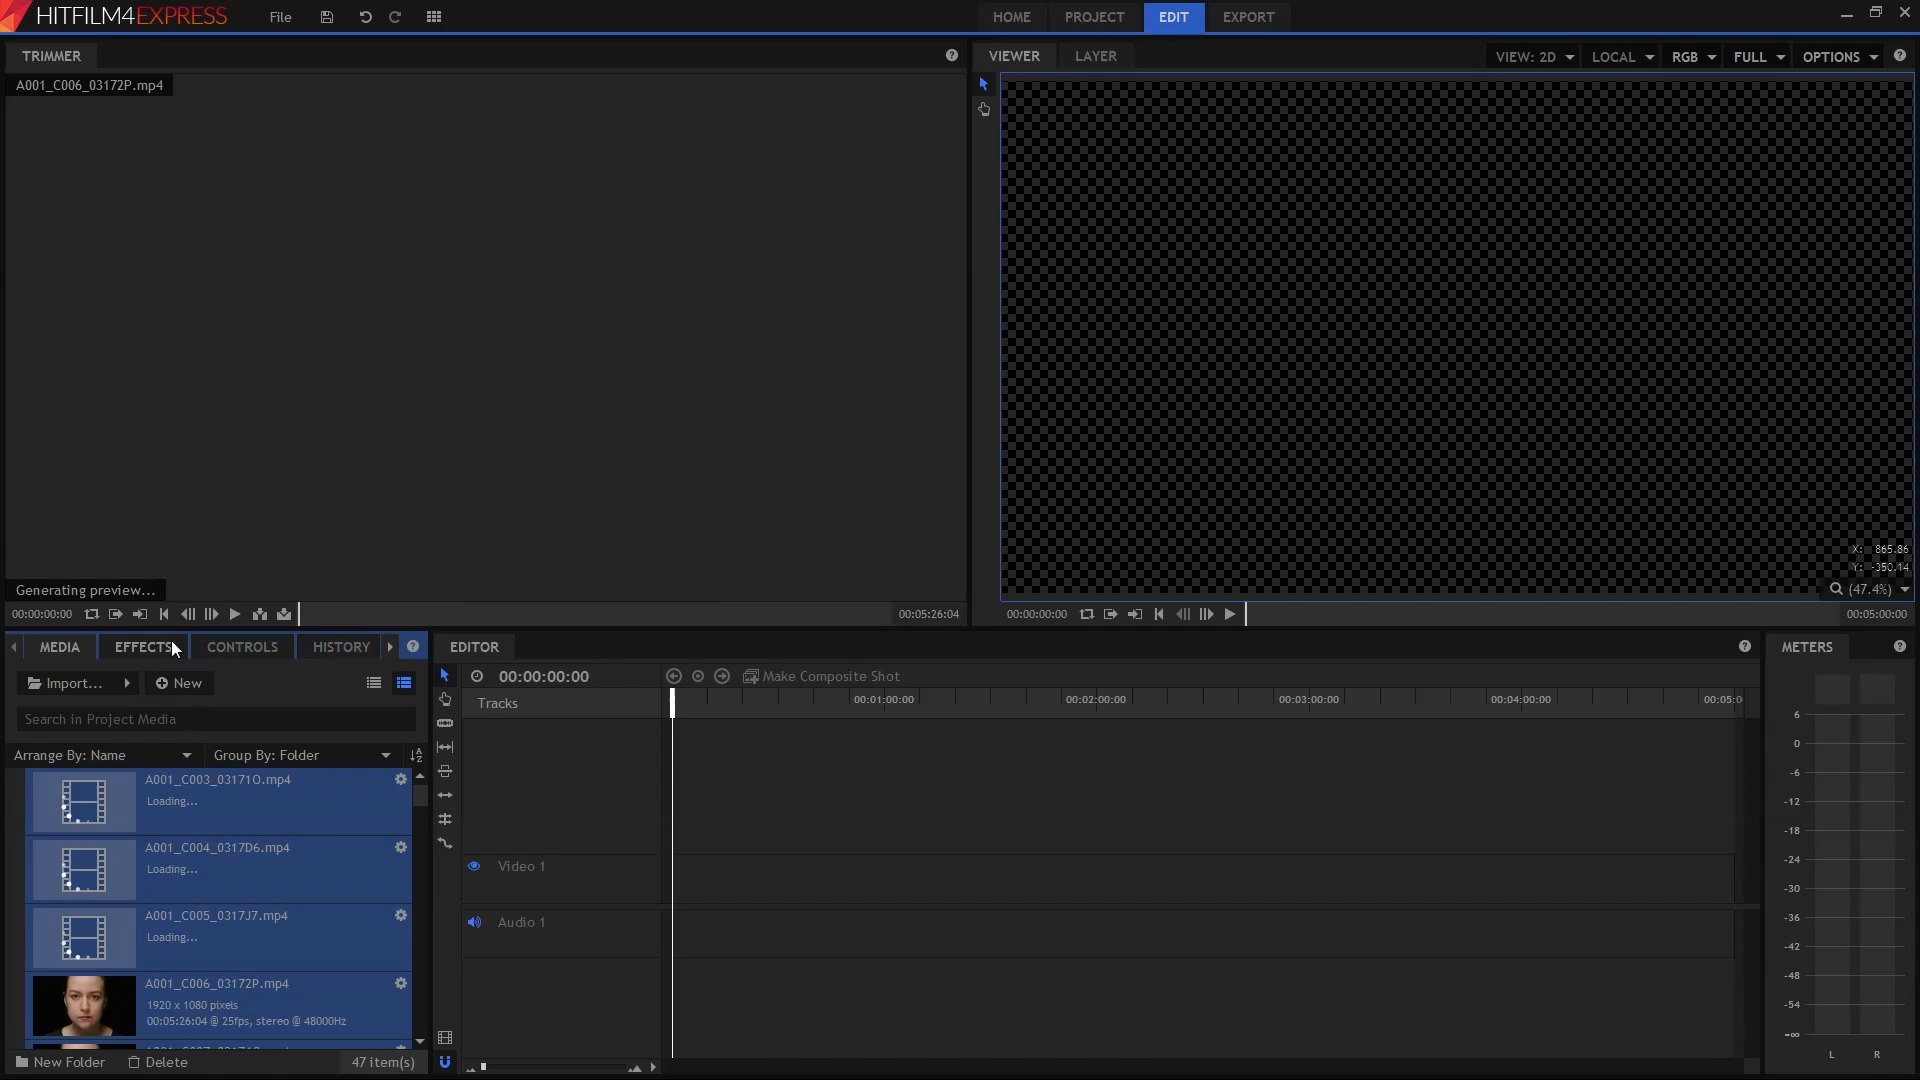 HITFILM4EXPRESS File HOME PROJECT EDIT EXPORT
TRIMMER
A001_C006_03172P.mp4
VIEWER LAYER VIEW: 2D LOCAL RGB FULL OPTIONS
X: 865.86
Y: -350.14
(47.4%)
Generating preview...
00:00:00:00 00:05:26:04
00:00:00:00 00:05:00:00
MEDIA EFFECTS CONTROLS HISTORY
Import... New
Search in Project Media
Arrange By: Name Group By: Folder
A001_C003_03171O.mp4
Loading...
A001_C004_0317D6.mp4
Loading...
A001_C005_0317J7.mp4
Loading...
A001_C006_03172P.mp4
1920 x 1080 pixels
00:05:26:04 @ 25fps, stereo @ 48000Hz
New Folder Delete 47 item(s)
EDITOR
00:00:00:00 Make Composite Shot
Tracks 00:01:00:00 00:02:00:00 00:03:00:00 00:04:00:00 00:05:0
Video 1
Audio 1
METERS
6
0
-6
-12
-18
-24
-30
-36
-42
-48
-54
-∞
L R